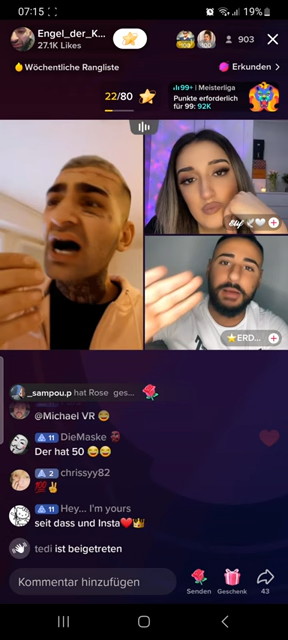 07:15
19%
Engel_der_K...
27.1K Likes
903
Wöchentliche Rangliste
Erkunden >
22/80
99+ | Meisterliga
Punkte erforderlich
für 99: 92K
ERD...
_sampou.p hat Rose ges...
@Michael VR
11 DieMaske
Der hat 50 😂😂
2 chrissyy82
💯✌
11 Hey... I'm yours
seit dass und Insta❤👑
tedi ist beigetreten
Kommentar hinzufügen
Senden
Geschenk
43